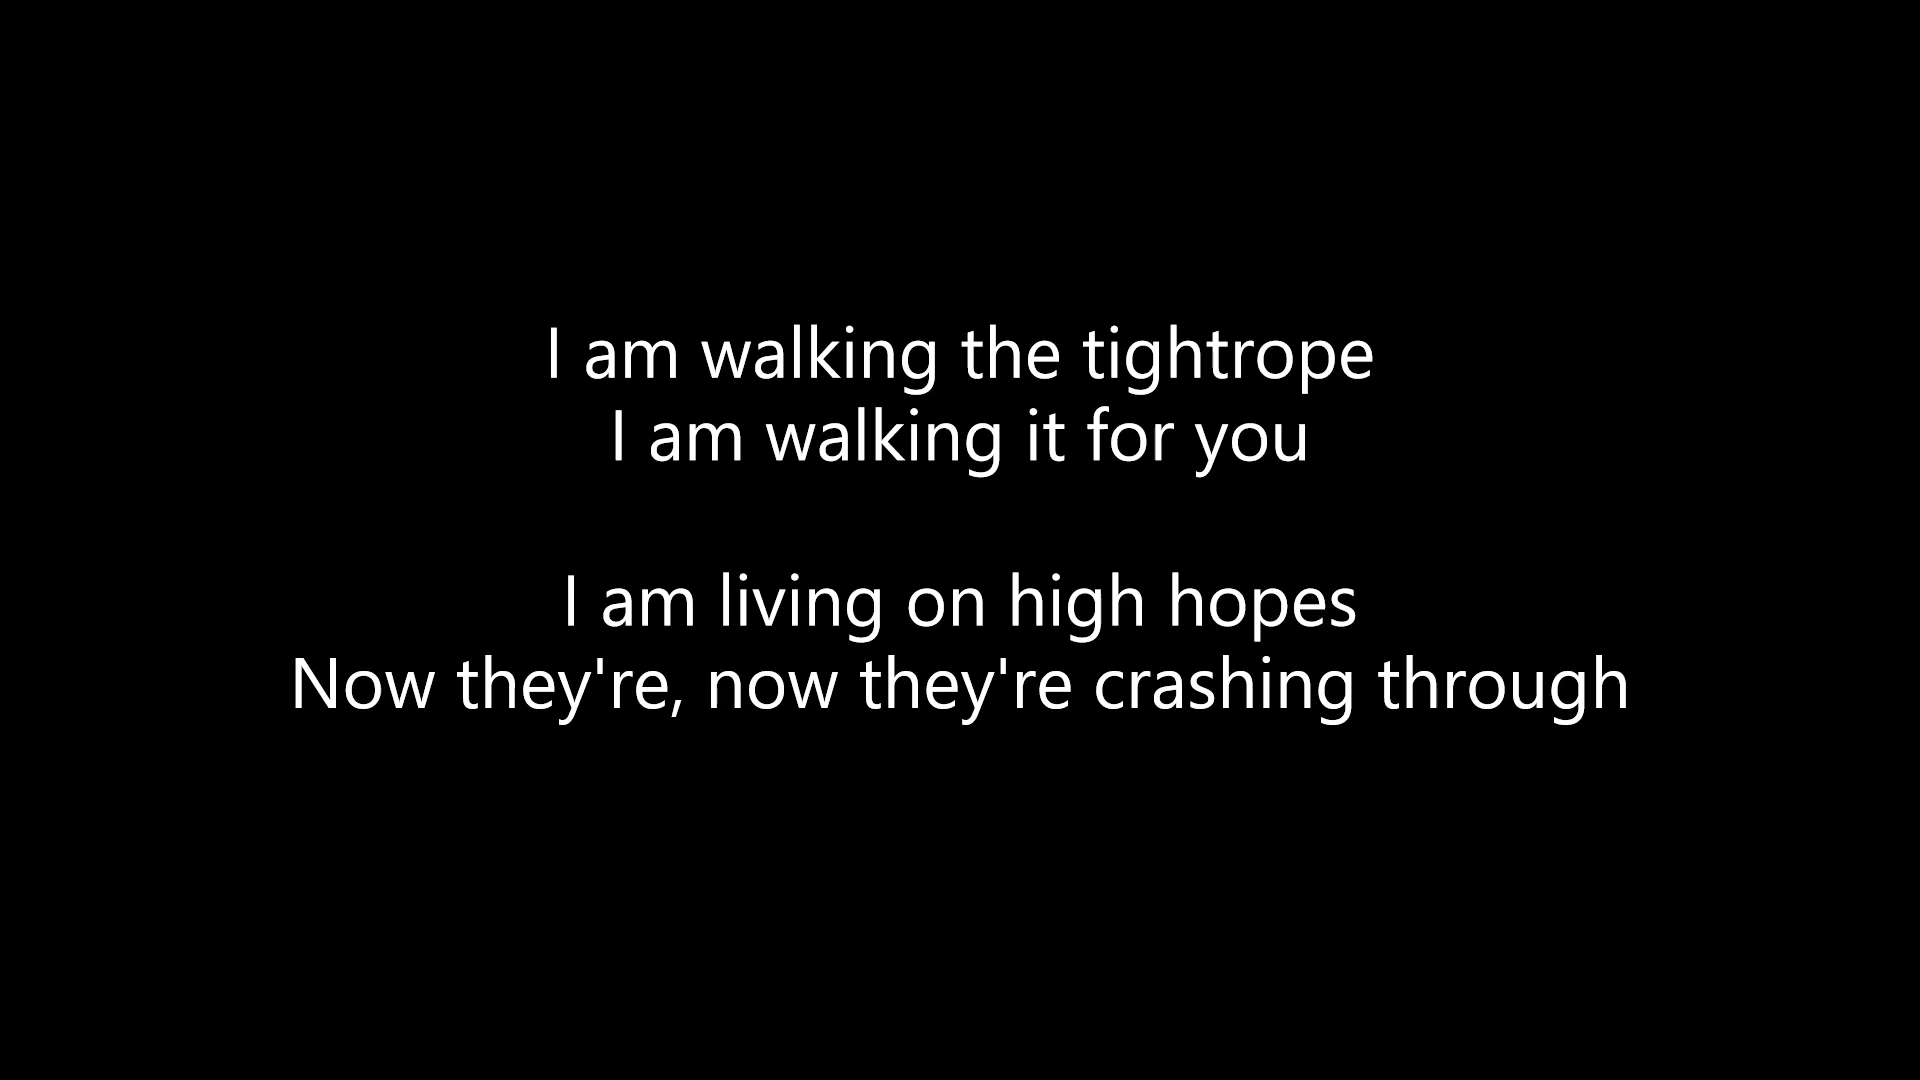 I am walking the tightrope
I am walking it for you
I am living on high hopes
Now they're, now they're crashing through